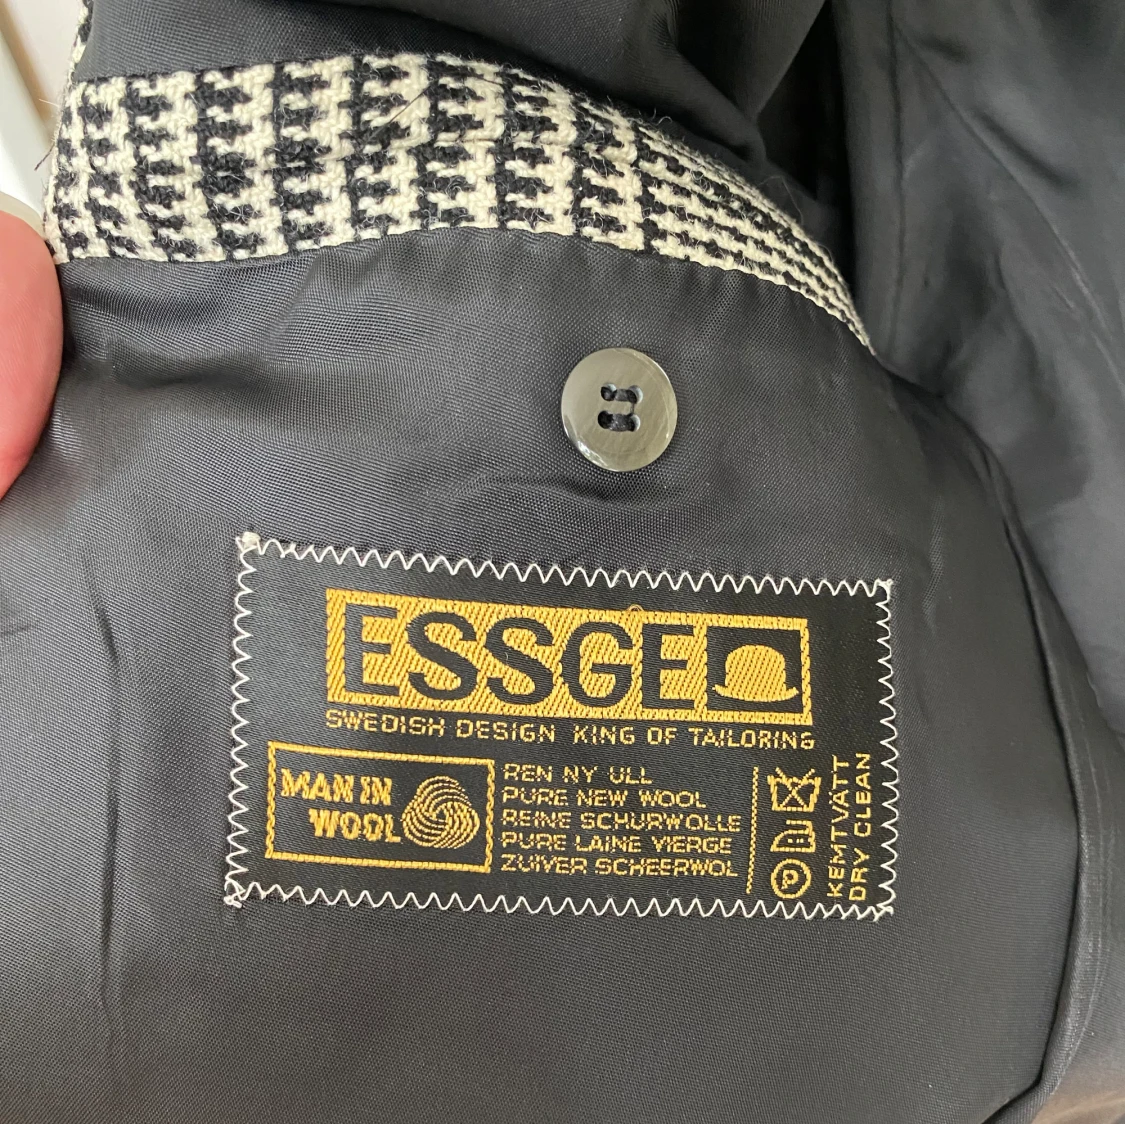 ESSGE
SWEDISH DESIGN KING OF TAILORING
MAN IN
WOOL
REN NY ULL
PURE NEW WOOL
REINE SCHURWOLLE
PURE LAINE VIERGE
ZUIVER SCHEERWOL
P
KEMTVÄTT
DRY CLEAN